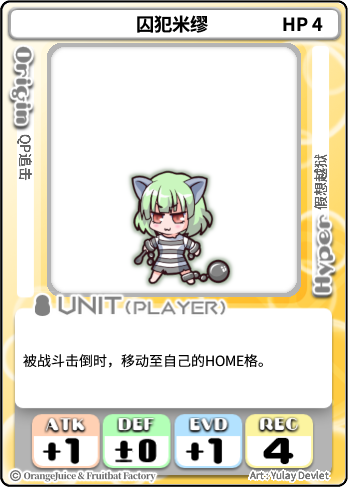 囚犯米缪
HP 4
Origin
QP追击
Hyper
假想越狱
UNIT(PLAYER)
被战斗击倒时，移动至自己的HOME格。
ATK
DEF
EVD
REC
+1
±0
+1
4
© OrangeJuice & Fruitbat Factory
Art: Yulay Devlet